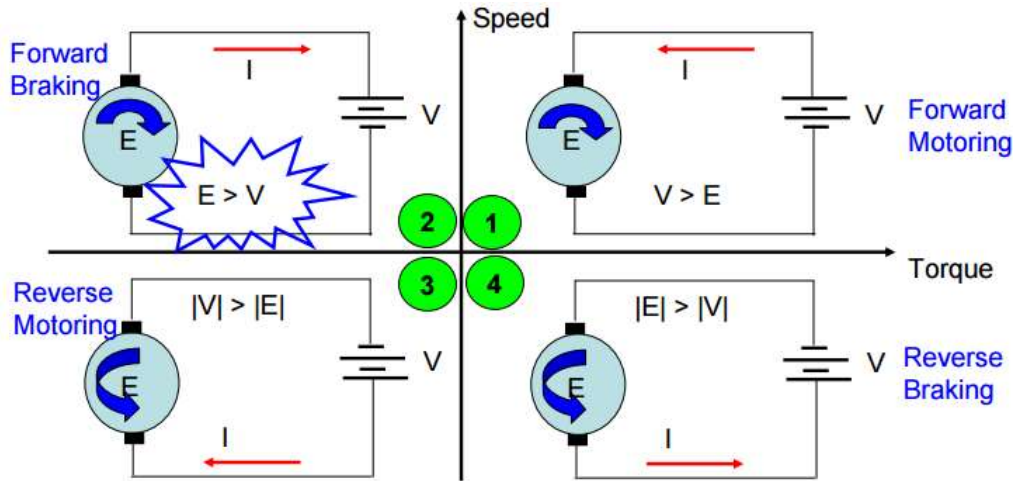 Speed
Forward
Braking
I
E
V
E > V
I
E
V
Forward
Motoring
V > E
2
1
3
4
Torque
Reverse
Motoring
|V| > |E|
E
V
I
|E| > |V|
E
V
Reverse
Braking
I